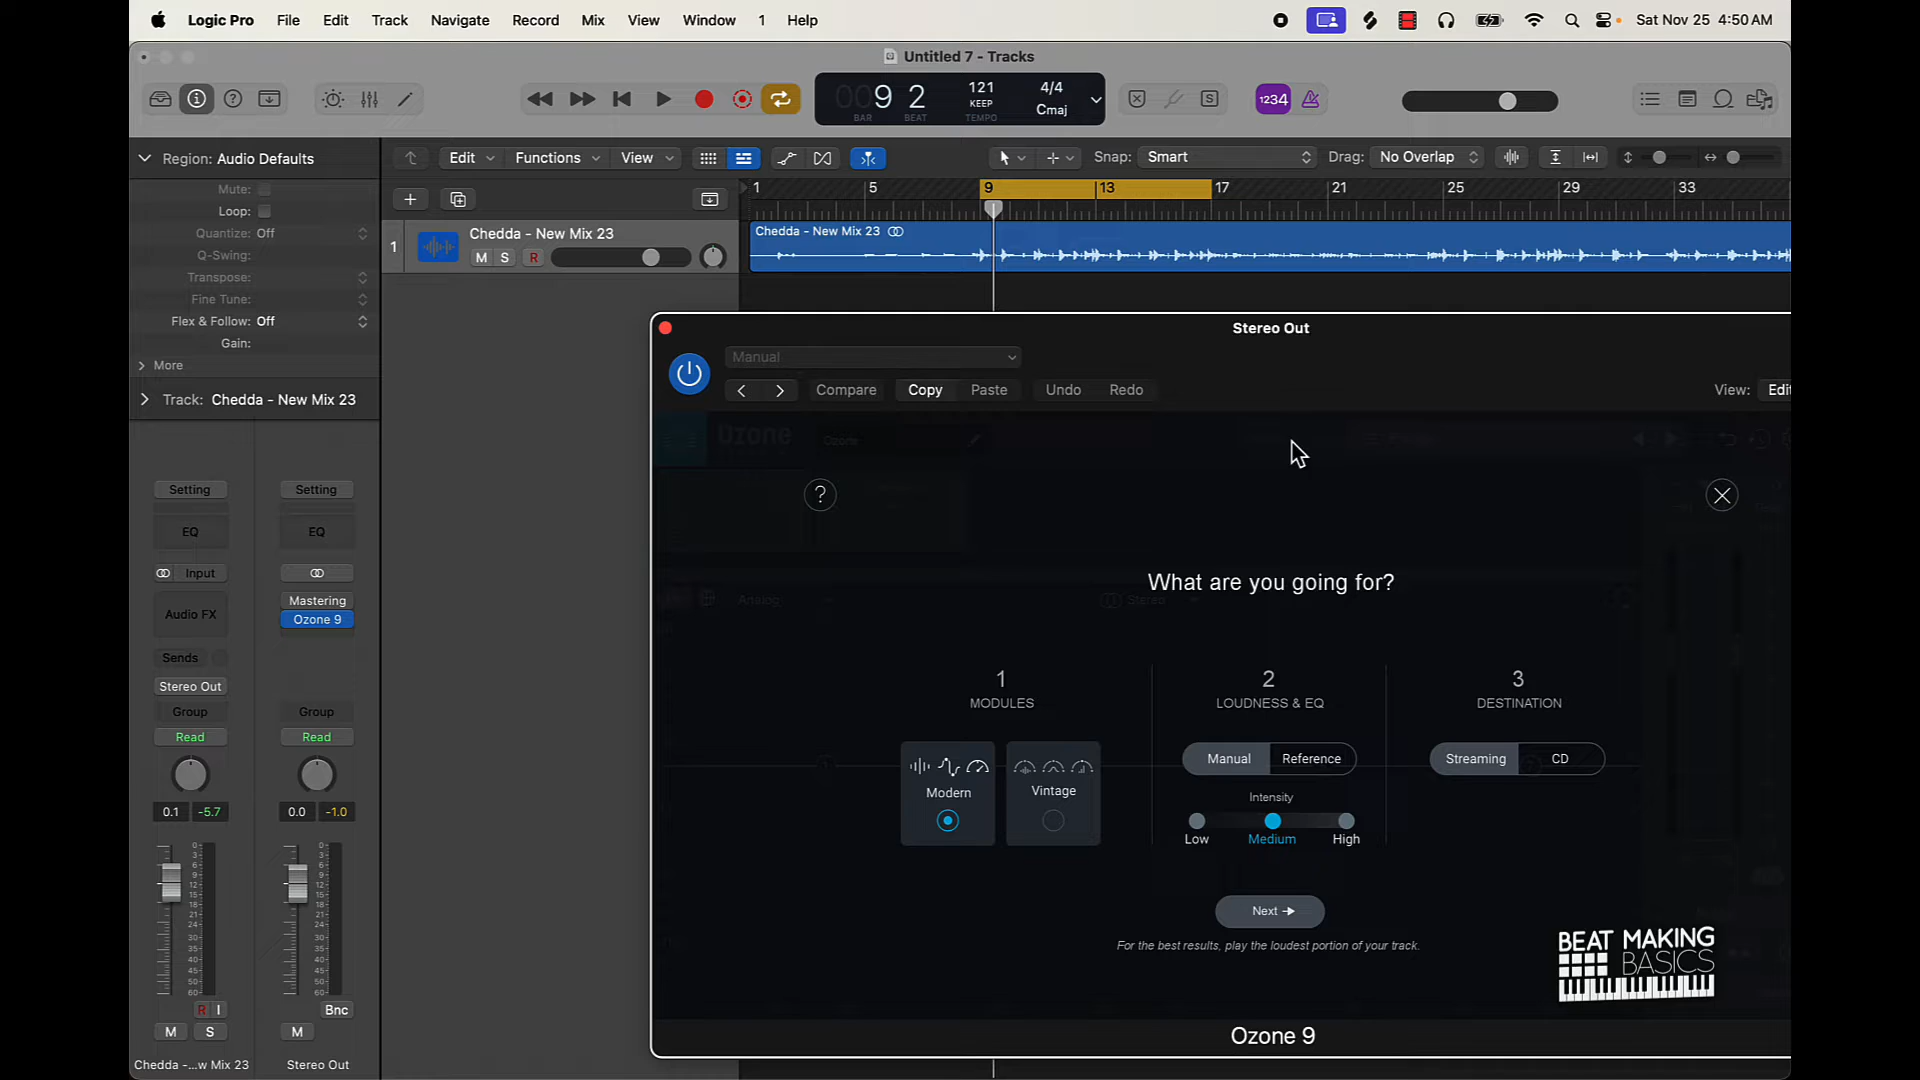 Logic Pro File Edit Track Navigate Record Mix View Window 1 Help Sat Nov 25 4:50 AM
Untitled 7 - Tracks
9 2 121 4/4
KEEP Cmaj
BAR BEAT TEMPO
1234
Region: Audio Defaults
Edit Functions View Snap: Smart Drag: No Overlap
Mute:
Loop:
Quantize: Off
Q-Swing:
Transpose:
Fine Tune:
Flex & Follow: Off
Gain:
More
Track: Chedda - New Mix 23
1 5 9 13 17 21 25 29 33
1 Chedda - New Mix 23
M S R
Chedda - New Mix 23
Stereo Out
Manual
Compare Copy Paste Undo Redo View: Edit
Ozone
?
What are you going for?
Analog Stereo
1 2 3
MODULES LOUDNESS & EQ DESTINATION
Modern Vintage
Manual Reference
Streaming CD
Intensity
Low Medium High
Next →
For the best results, play the loudest portion of your track.
BEAT MAKING
BASICS
Ozone 9
Setting Setting
EQ EQ
Input
Audio FX Mastering
Ozone 9
Sends
Stereo Out
Group Group
Read Read
0.1 -5.7 0.0 -1.0
R I Bnc
M S M
Chedda -...w Mix 23 Stereo Out